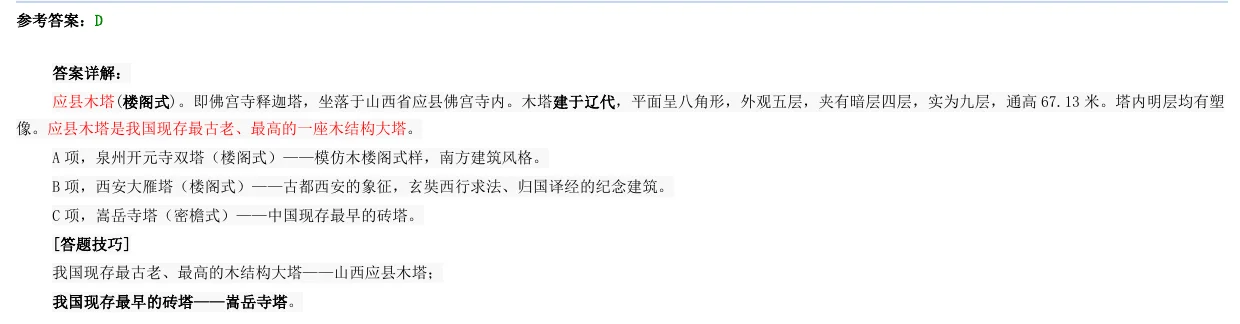 参考答案：D
答案详解：
应县木塔(楼阁式)。即佛宫寺释迦塔，坐落于山西省应县佛宫寺内。木塔建于辽代，平面呈八角形，外观五层，夹有暗层四层，实为九层，通高 67.13 米。塔内明层均有塑
像。应县木塔是我国现存最古老、最高的一座木结构大塔。
A 项，泉州开元寺双塔（楼阁式）——模仿木楼阁式样，南方建筑风格。
B 项，西安大雁塔（楼阁式）——古都西安的象征，玄奘西行求法、归国译经的纪念建筑。
C 项，嵩岳寺塔（密檐式）——中国现存最早的砖塔。
[答题技巧]
我国现存最古老、最高的木结构大塔——山西应县木塔；
我国现存最早的砖塔——嵩岳寺塔。